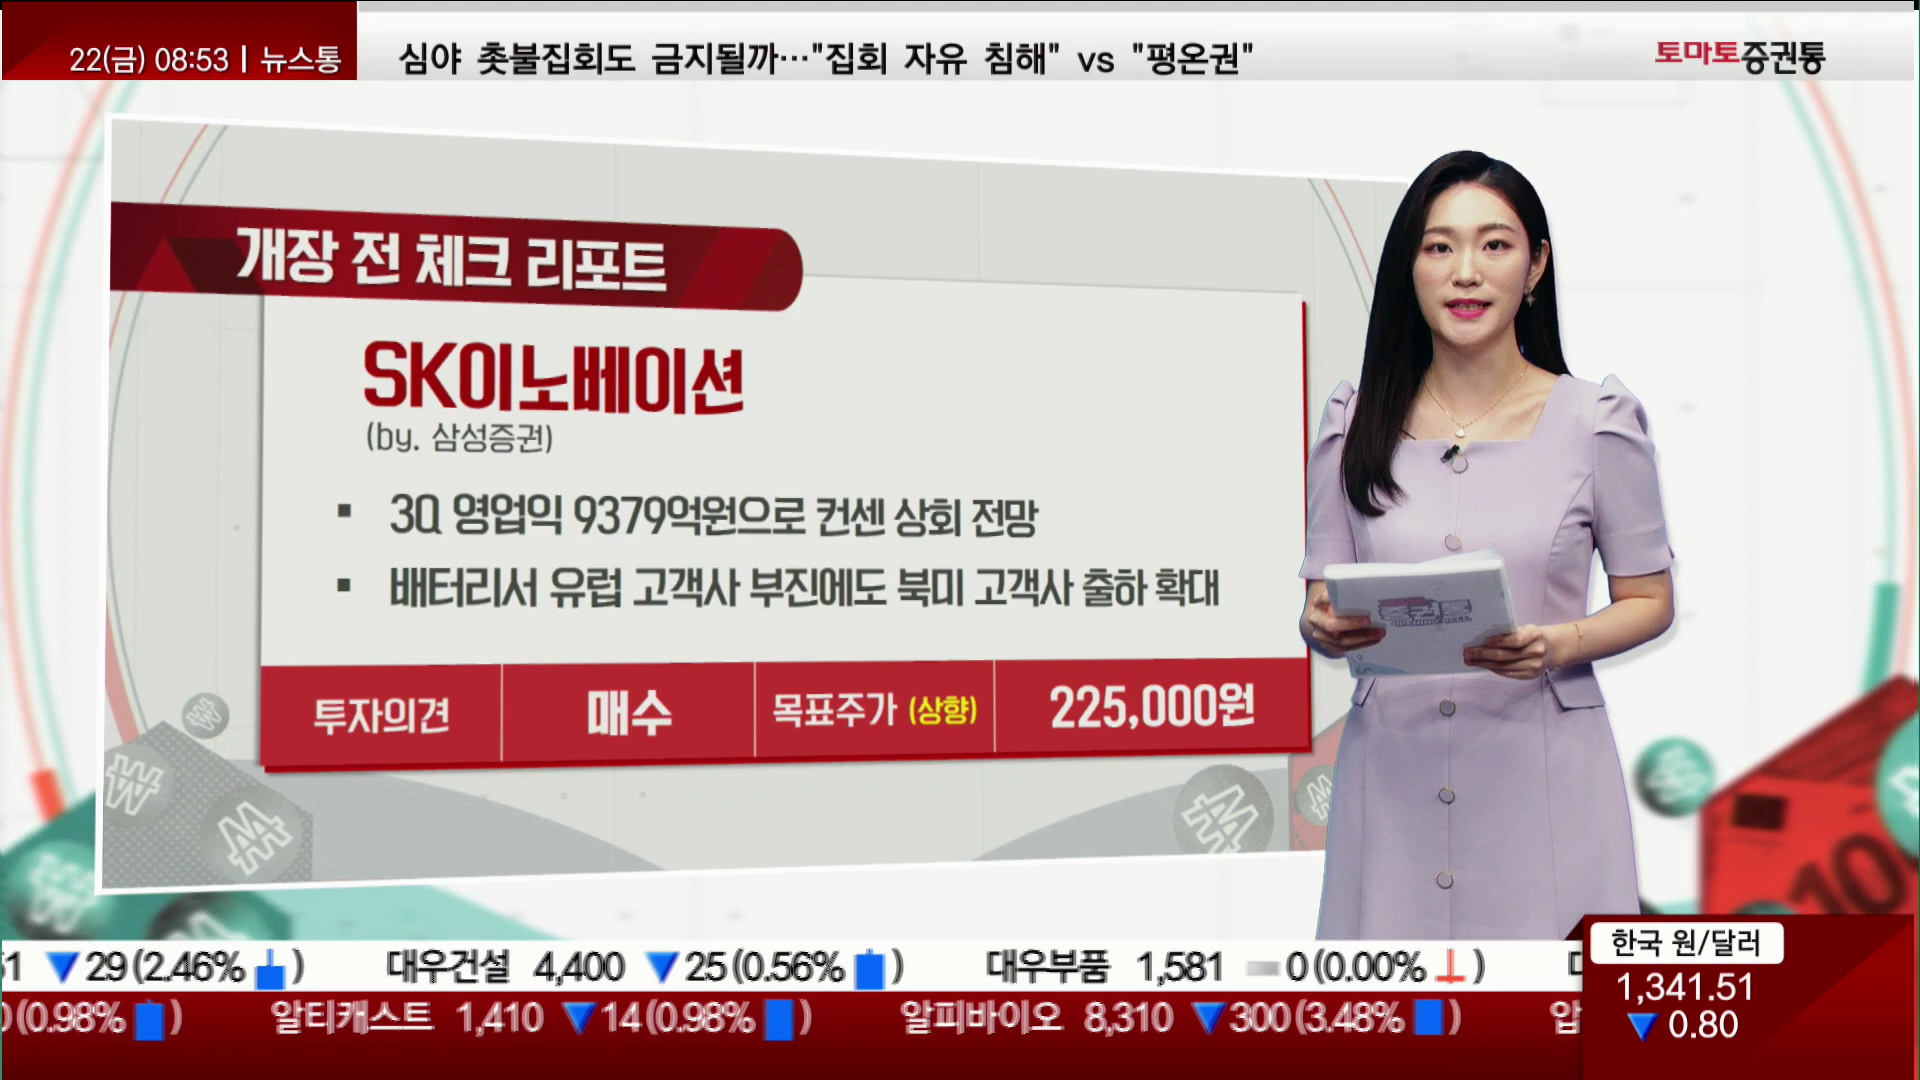 22(금) 08:53 | 뉴스통
심야 촛불집회도 금지될까…"집회 자유 침해" vs "평온권"
토마토증권통
개장 전 체크 리포트
SK이노베이션
(by. 삼성증권)
▪ 3Q 영업익 9379억원으로 컨센 상회 전망
▪ 배터리서 유럽 고객사 부진에도 북미 고객사 출하 확대
투자의견 매수 목표주가 (상향) 225,000원
증권통
10
한국 원/달러
1,341.51
▼ 0.80
51 ▼29(2.46% ) 대우건설 4,400 ▼25(0.56% ) 대우부품 1,581 0(0.00% )
0(0.98% ) 알티캐스트 1,410 ▼14(0.98% ) 알피바이오 8,310 ▼300(3.48% ) 압